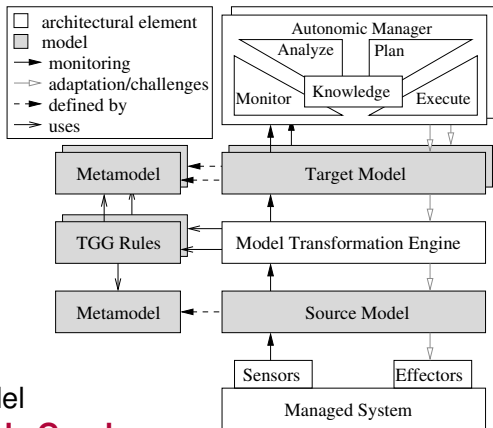 architectural element
model
monitoring
adaptation/challenges
defined by
uses
Autonomic Manager
Analyze
Plan
Monitor
Knowledge
Execute
Metamodel
Target Model
TGG Rules
Model Transformation Engine
Metamodel
Source Model
Sensors
Effectors
Managed System